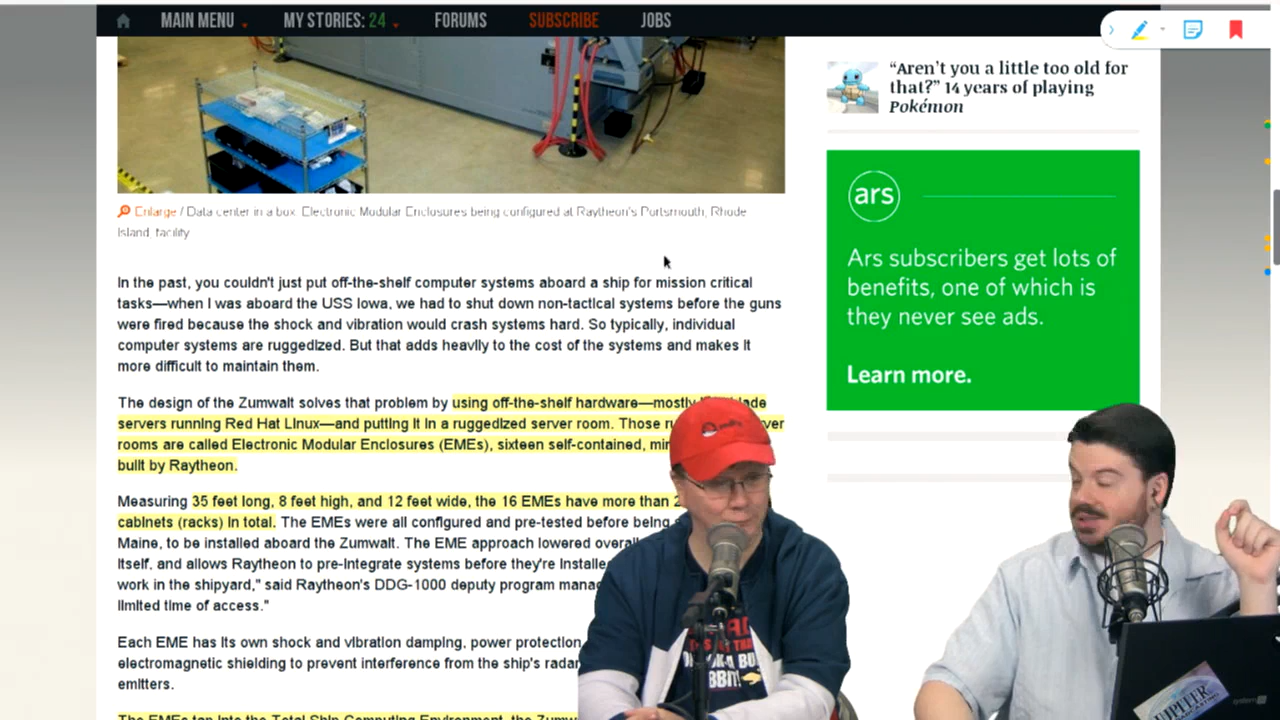 MAIN MENU
MY STORIES: 24
FORUMS
SUBSCRIBE
JOBS
Enlarge / Data center in a box. Electronic Modular Enclosures being configured at Raytheon's Portsmouth, Rhode
Island, facility.
In the past, you couldn't just put off-the-shelf computer systems aboard a ship for mission critical
tasks—when I was aboard the USS Iowa, we had to shut down non-tactical systems before the guns
were fired because the shock and vibration would crash systems hard. So typically, individual
computer systems are ruggedized. But that adds heavily to the cost of the systems and makes it
more difficult to maintain them.
The design of the Zumwalt solves that problem by using off-the-shelf hardware—mostly
servers running Red Hat Linux—and putting it in a ruggedized server room. Those
rooms are called Electronic Modular Enclosures (EMEs), sixteen self-contained,
built by Raytheon.
Measuring 35 feet long, 8 feet high, and 12 feet wide, the 16 EMEs have more than
cabinets (racks) in total. The EMEs were all configured and pre-tested before being
Maine, to be installed aboard the Zumwalt. The EME approach lowered
itself, and allows Raytheon to pre-integrate systems before they're
work in the shipyard," said Raytheon's DDG-1000 deputy program
limited time of access."
Each EME has its own shock and vibration damping, power protection,
electromagnetic shielding to prevent interference from the ship's radar
emitters.
The EMEs tap into the Total Ship Computing Environment, the
“Aren't you a little too old for
that?” 14 years of playing
Pokémon
ars
Ars subscribers get lots of
benefits, one of which is
they never see ads.
Learn more.
JUPITER